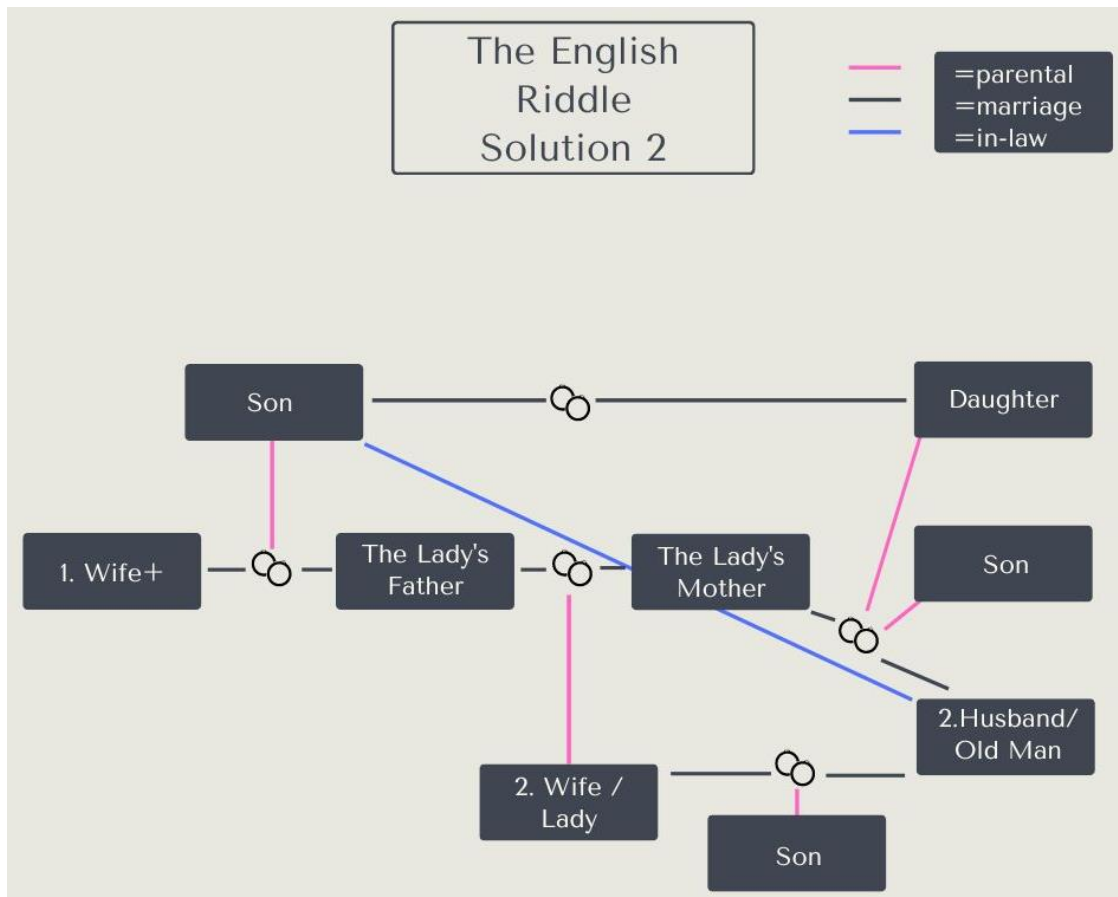 The English
Riddle
Solution 2
=parental
=marriage
=in-law
Son
Daughter
1. Wife+
The Lady's
Father
The Lady's
Mother
Son
2.Husband/
Old Man
2. Wife /
Lady
Son